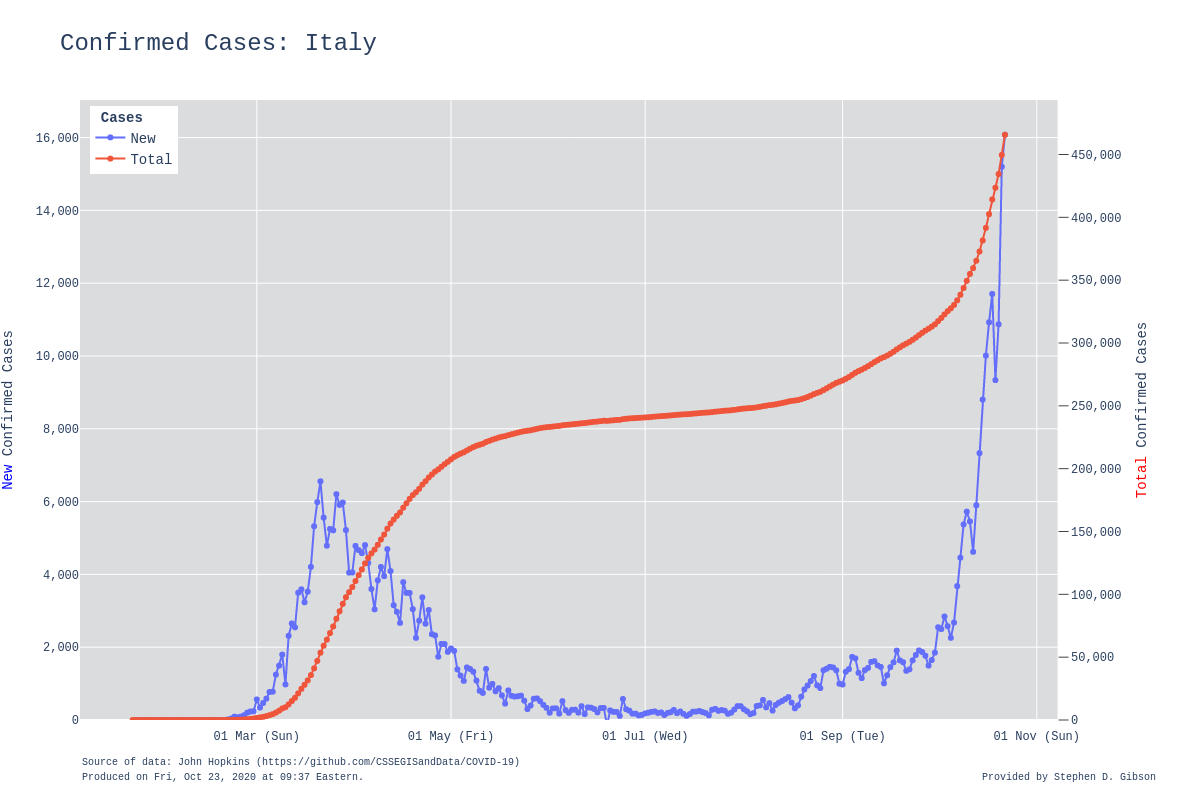 Confirmed Cases: Italy
Cases
New
Total
16,000
14,000
12,000
10,000
8,000
6,000
4,000
2,000
0
New Confirmed Cases
450,000
400,000
350,000
300,000
250,000
200,000
150,000
100,000
50,000
0
Total Confirmed Cases
01 Mar (Sun) 01 May (Fri) 01 Jul (Wed) 01 Sep (Tue) 01 Nov (Sun)
Source of data: John Hopkins (https://github.com/CSSEGISandData/COVID-19)
Produced on Fri, Oct 23, 2020 at 09:37 Eastern.
Provided by Stephen D. Gibson